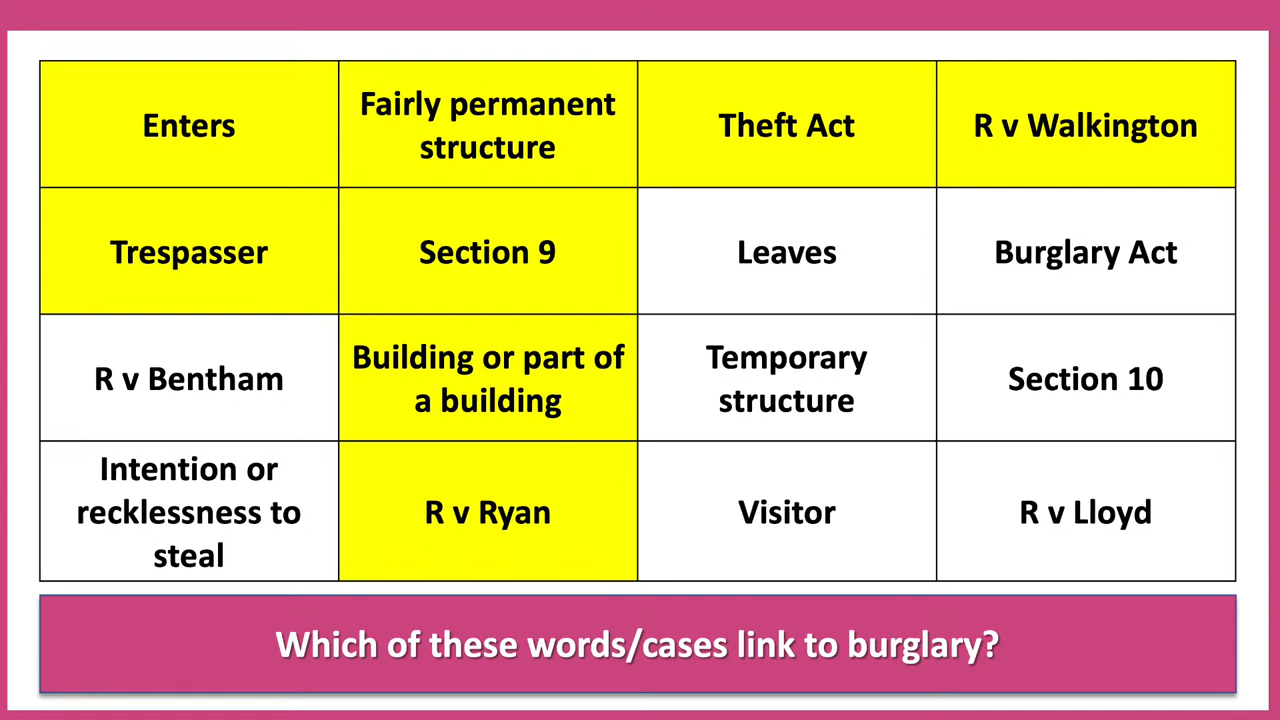 Enters
Fairly permanent
structure
Theft Act
R v Walkington
Trespasser
Section 9
Leaves
Burglary Act
R v Bentham
Building or part of
a building
Temporary
structure
Section 10
Intention or
recklessness to
steal
R v Ryan
Visitor
R v Lloyd
Which of these words/cases link to burglary?